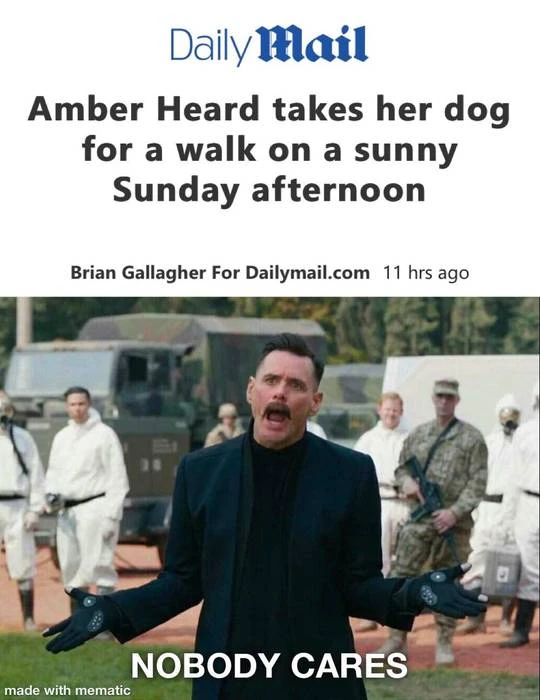 Daily Mail
Amber Heard takes her dog
for a walk on a sunny
Sunday afternoon
Brian Gallagher For Dailymail.com 11 hrs ago
NOBODY CARES
made with mematic